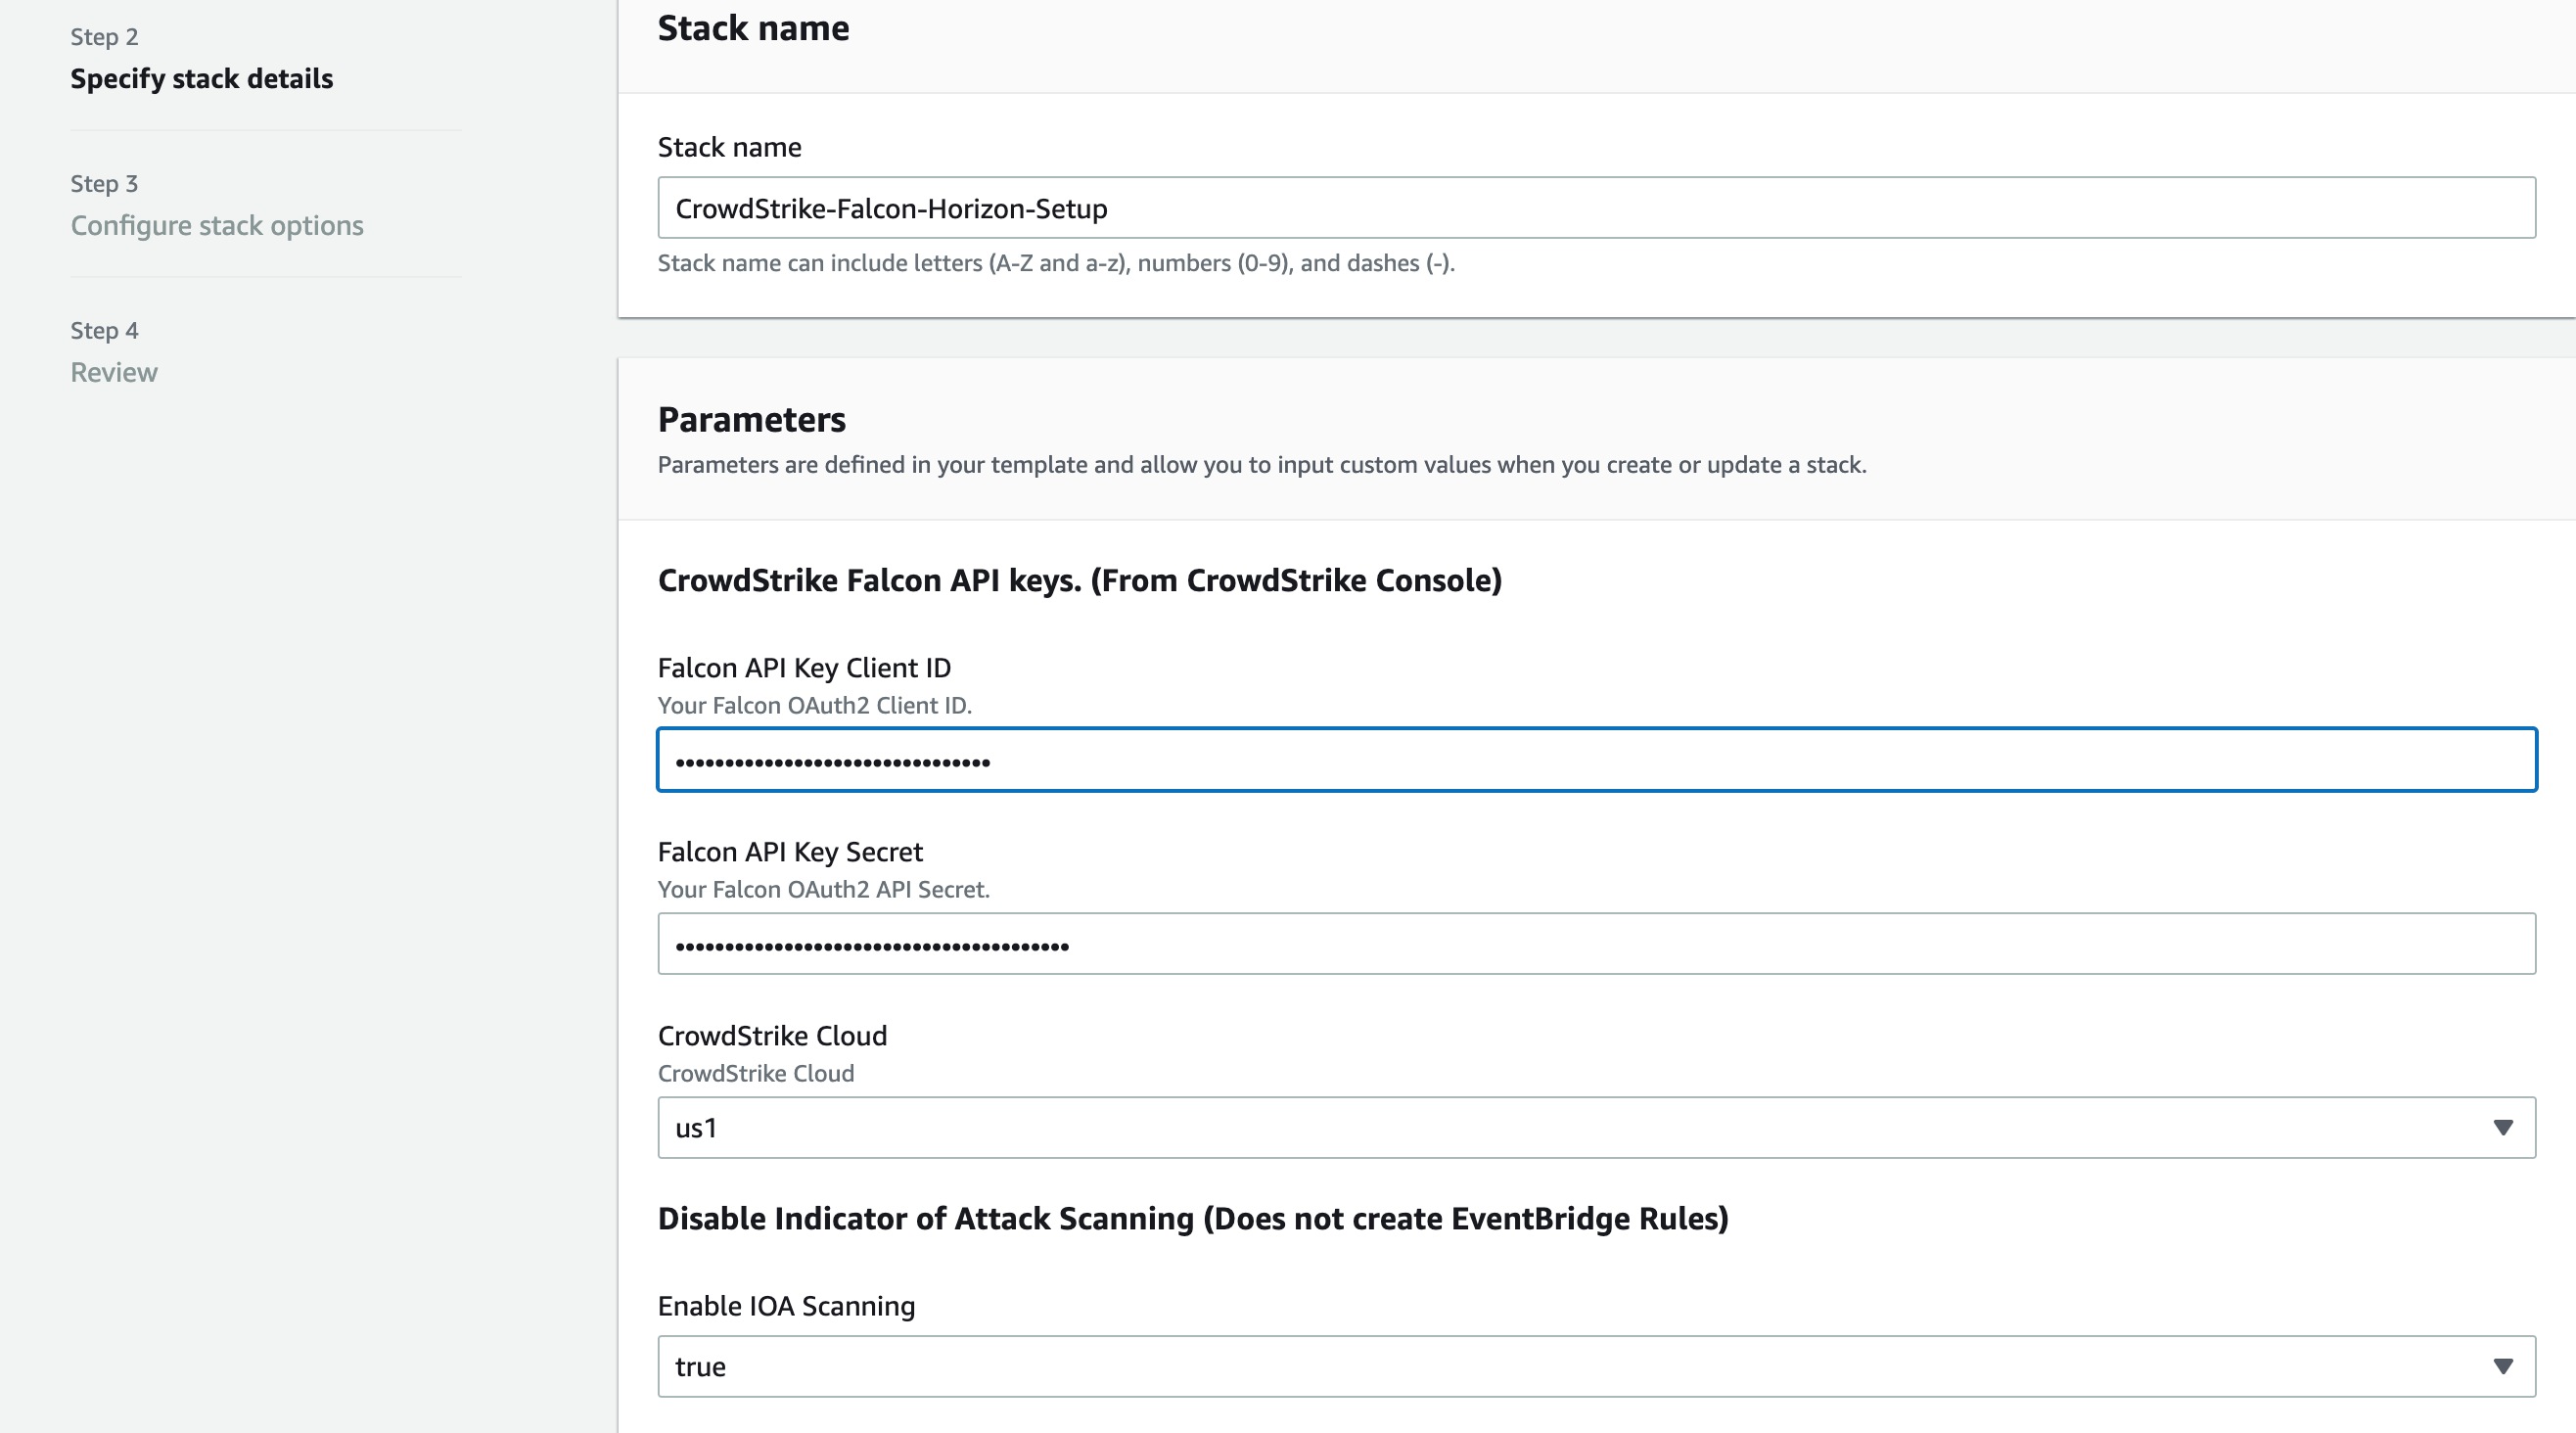 Step 2
Specify stack details
Step 3
Configure stack options
Step 4
Review
Stack name
Stack name
CrowdStrike-Falcon-Horizon-Setup
Stack name can include letters (A-Z and a-z), numbers (0-9), and dashes (-).
Parameters
Parameters are defined in your template and allow you to input custom values when you create or update a stack.
CrowdStrike Falcon API keys. (From CrowdStrike Console)
Falcon API Key Client ID
Your Falcon OAuth2 Client ID.
••••••••••••••••••••••••••••••••
Falcon API Key Secret
Your Falcon OAuth2 API Secret.
••••••••••••••••••••••••••••••••••••••••
CrowdStrike Cloud
CrowdStrike Cloud
us1
Disable Indicator of Attack Scanning (Does not create EventBridge Rules)
Enable IOA Scanning
true